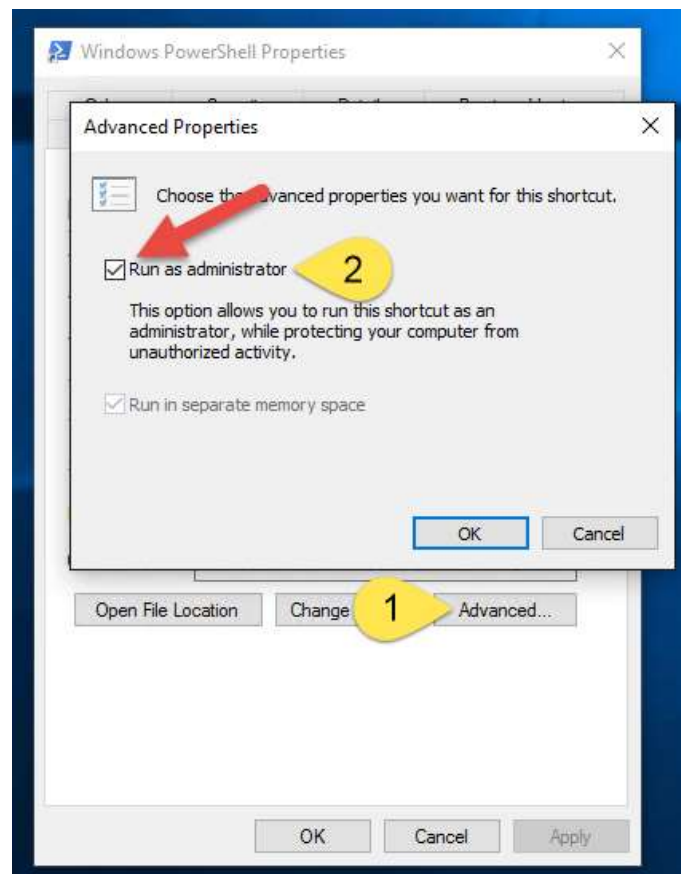 Windows PowerShell Properties
Advanced Properties
Choose the advanced properties you want for this shortcut.
Run as administrator
2
This option allows you to run this shortcut as an
administrator, while protecting your computer from
unauthorized activity.
Run in separate memory space
OK Cancel
Open File Location Change 1 Advanced...
OK Cancel Apply